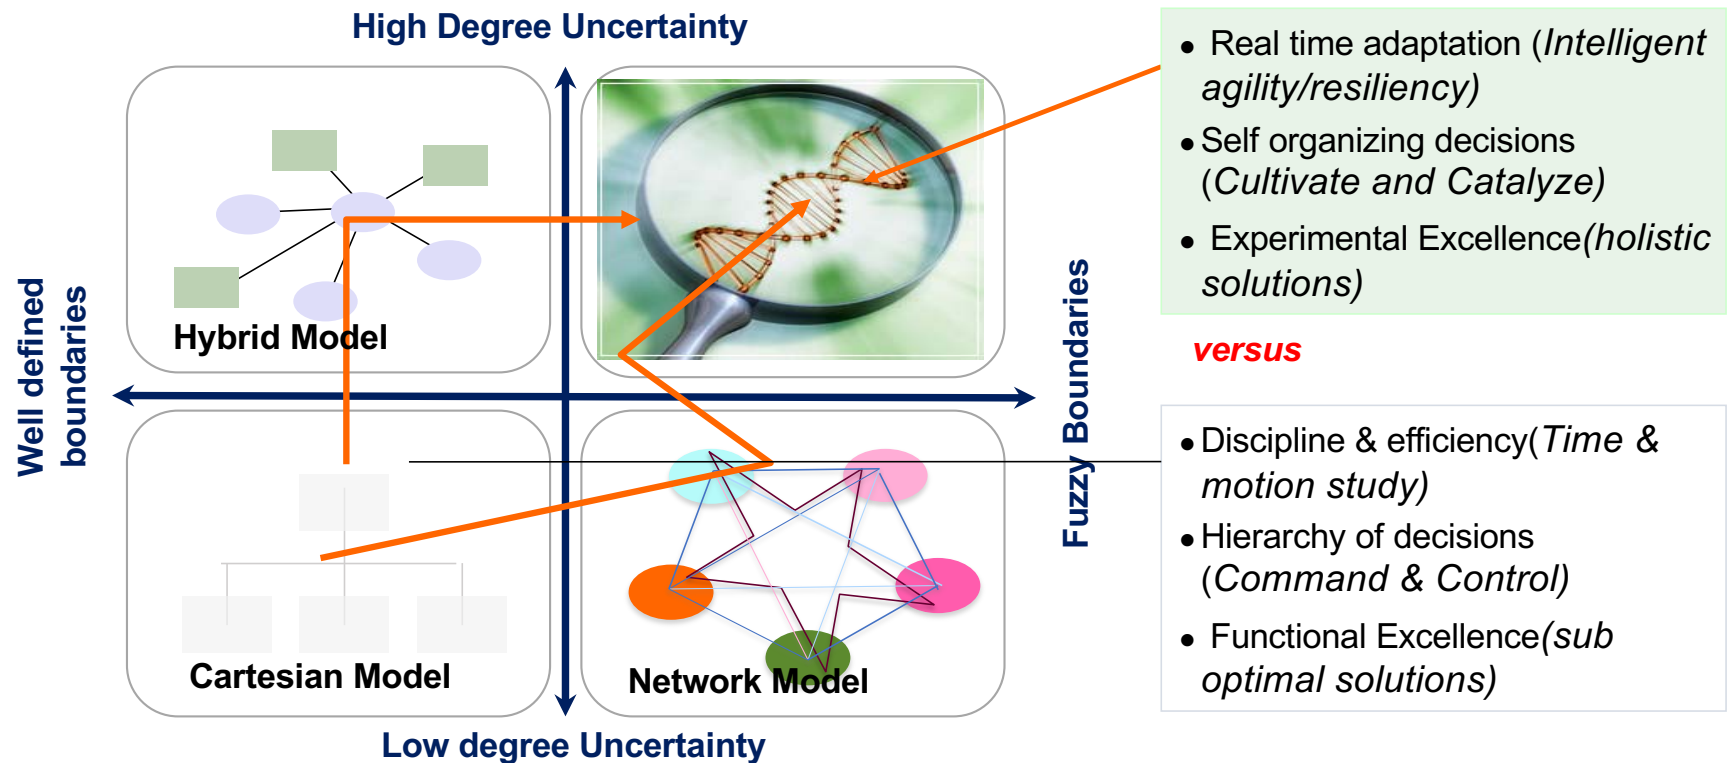 High Degree Uncertainty
Hybrid Model
Well defined
boundaries
Fuzzy Boundaries
Cartesian Model
Network Model
Low degree Uncertainty
• Real time adaptation (Intelligent
agility/resiliency)
• Self organizing decisions
(Cultivate and Catalyze)
• Experimental Excellence(holistic
solutions)
versus
• Discipline & efficiency(Time &
motion study)
• Hierarchy of decisions
(Command & Control)
• Functional Excellence(sub
optimal solutions)